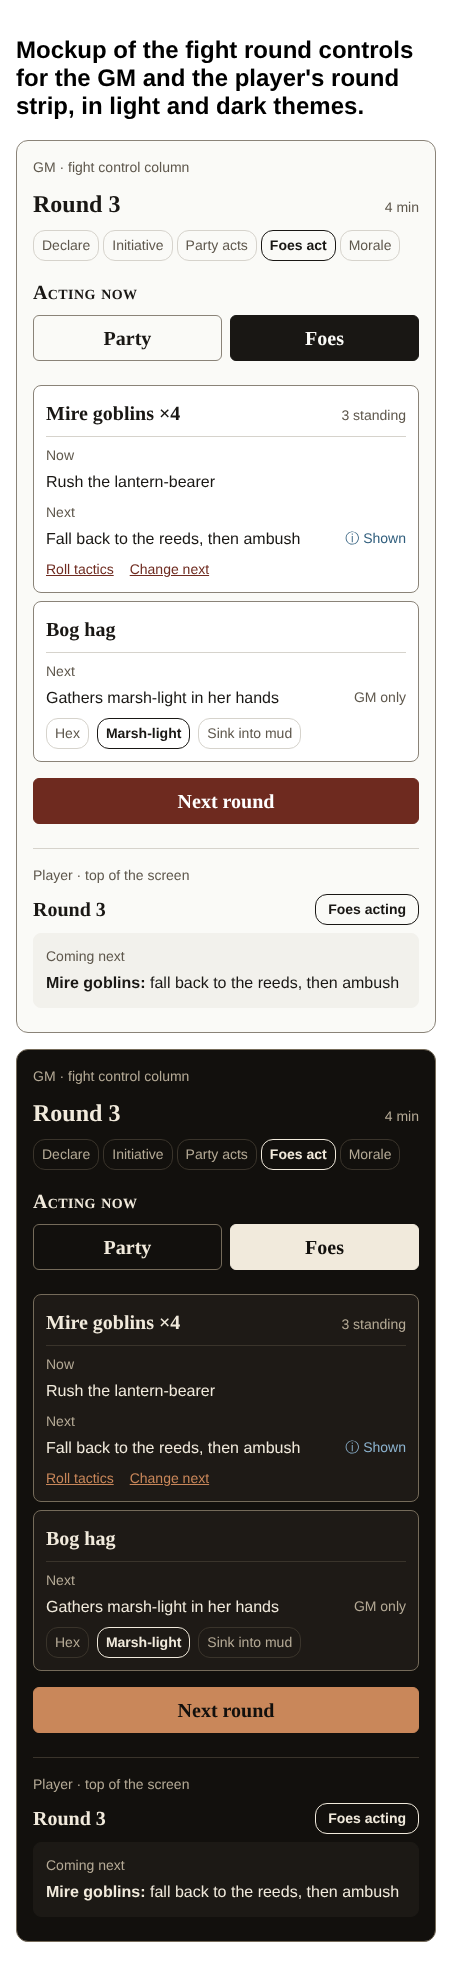 Mockup of the fight round controls
for the GM and the player's round
strip, in light and dark themes.
GM · fight control column
Round 3 4 min
Declare Initiative Party acts Foes act Morale
Acting now
Party Foes
Mire goblins ×4 3 standing
Now
Rush the lantern-bearer
Next
Fall back to the reeds, then ambush ⓘ Shown
Roll tactics Change next
Bog hag
Next
Gathers marsh-light in her hands GM only
Hex Marsh-light Sink into mud
Next round
Player · top of the screen
Round 3 Foes acting
Coming next
Mire goblins: fall back to the reeds, then ambush
GM · fight control column
Round 3 4 min
Declare Initiative Party acts Foes act Morale
Acting now
Party Foes
Mire goblins ×4 3 standing
Now
Rush the lantern-bearer
Next
Fall back to the reeds, then ambush ⓘ Shown
Roll tactics Change next
Bog hag
Next
Gathers marsh-light in her hands GM only
Hex Marsh-light Sink into mud
Next round
Player · top of the screen
Round 3 Foes acting
Coming next
Mire goblins: fall back to the reeds, then ambush